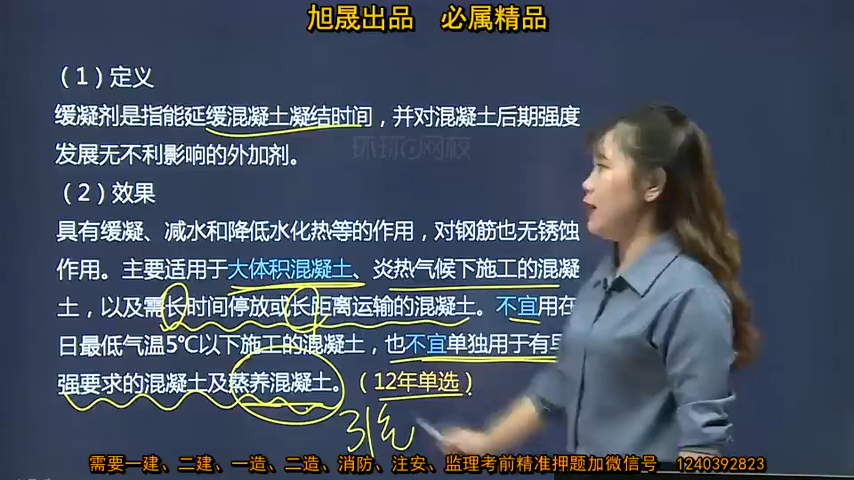 旭晟出品 必属精品
（1）定义
缓凝剂是指能延缓混凝土凝结时间，并对混凝土后期强度
发展无不利影响的外加剂。
环球网校
（2）效果
具有缓凝、减水和降低水化热等的作用，对钢筋也无锈蚀
作用。主要适用于大体积混凝土、炎热气候下施工的混凝
土，以及需长时间停放或长距离运输的混凝土。不宜用在
日最低气温5℃以下施工的混凝土，也不宜单独用于有早
强要求的混凝土及蒸养混凝土。（12年单选）
引气
需要一建、二建、一造、二造、消防、注安、监理考前精准押题加微信号 1240392823